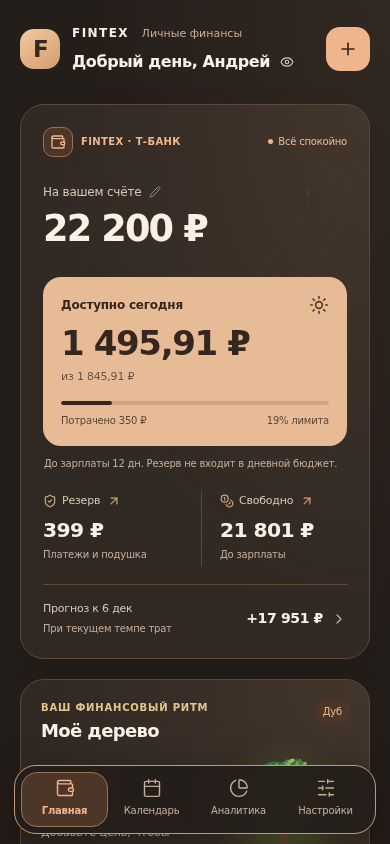 F
FINTEX Личные финансы
Добрый день, Андрей
FINTEX · Т-БАНК
Всё спокойно
На вашем счёте
22 200 ₽
Доступно сегодня
1 495,91 ₽
из 1 845,91 ₽
Потрачено 350 ₽
19% лимита
До зарплаты 12 дн. Резерв не входит в дневной бюджет.
Резерв
399 ₽
Платежи и подушка
Свободно
21 801 ₽
До зарплаты
Прогноз к 6 дек
При текущем темпе трат
+17 951 ₽
ВАШ ФИНАНСОВЫЙ РИТМ
Моё дерево
Дуб
Главная
Календарь
Аналитика
Настройки